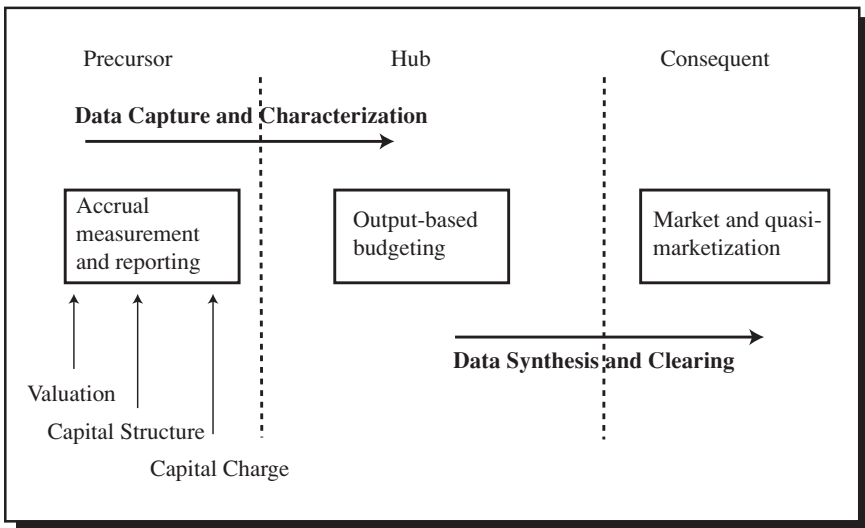 Precursor
Hub
Consequent
Data Capture and Characterization
Accrual
measurement
and reporting
Output-based
budgeting
Market and quasi-
marketization
Data Synthesis and Clearing
Valuation
Capital Structure
Capital Charge